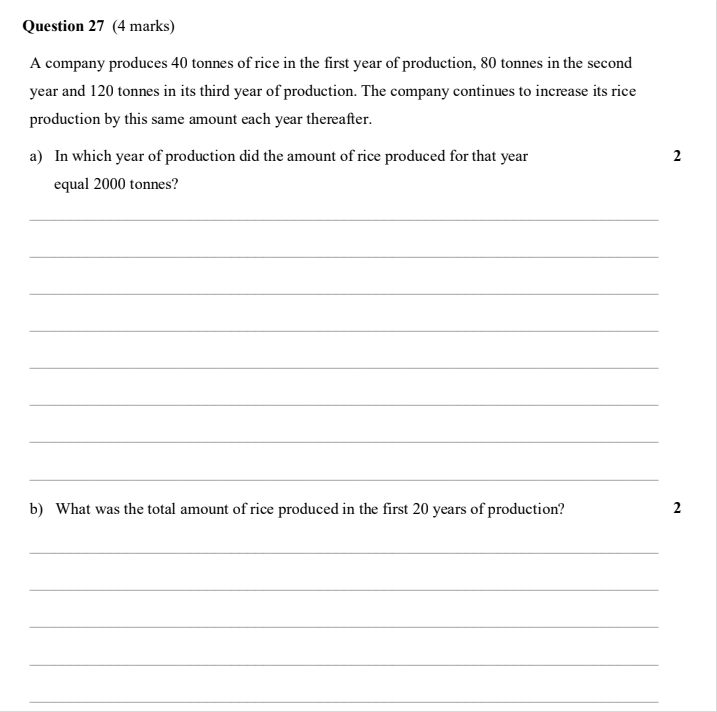 Question 27 (4 marks)
A company produces 40 tonnes of rice in the first year of production, 80 tonnes in the second
year and 120 tonnes in its third year of production. The company continues to increase its rice
production by this same amount each year thereafter.
a) In which year of production did the amount of rice produced for that year 2
equal 2000 tonnes?
b) What was the total amount of rice produced in the first 20 years of production? 2